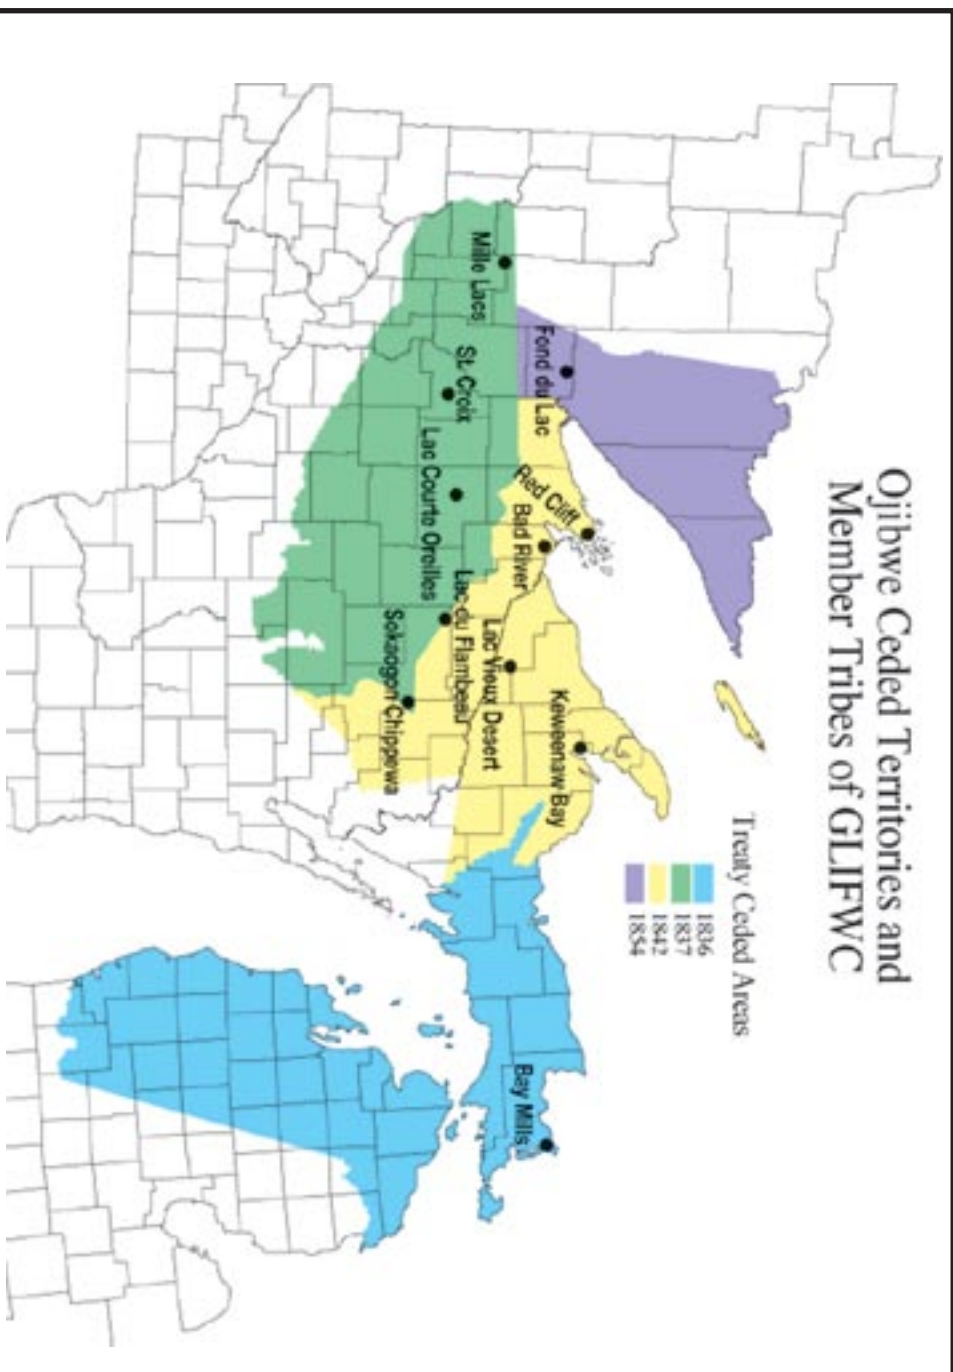 Ojibwe Ceded Territories and
Member Tribes of GLIFWC
Treaty Ceded Areas
1836
1837
1842
1854
Fond du Lac
Red Cliff
Bad River
Keweenaw Bay
Mille Lacs
St. Croix
Lac Vieux Desert
Lac Courte Oreilles
Lac du Flambeau
Sokaogon Chippewa
Bay Mills